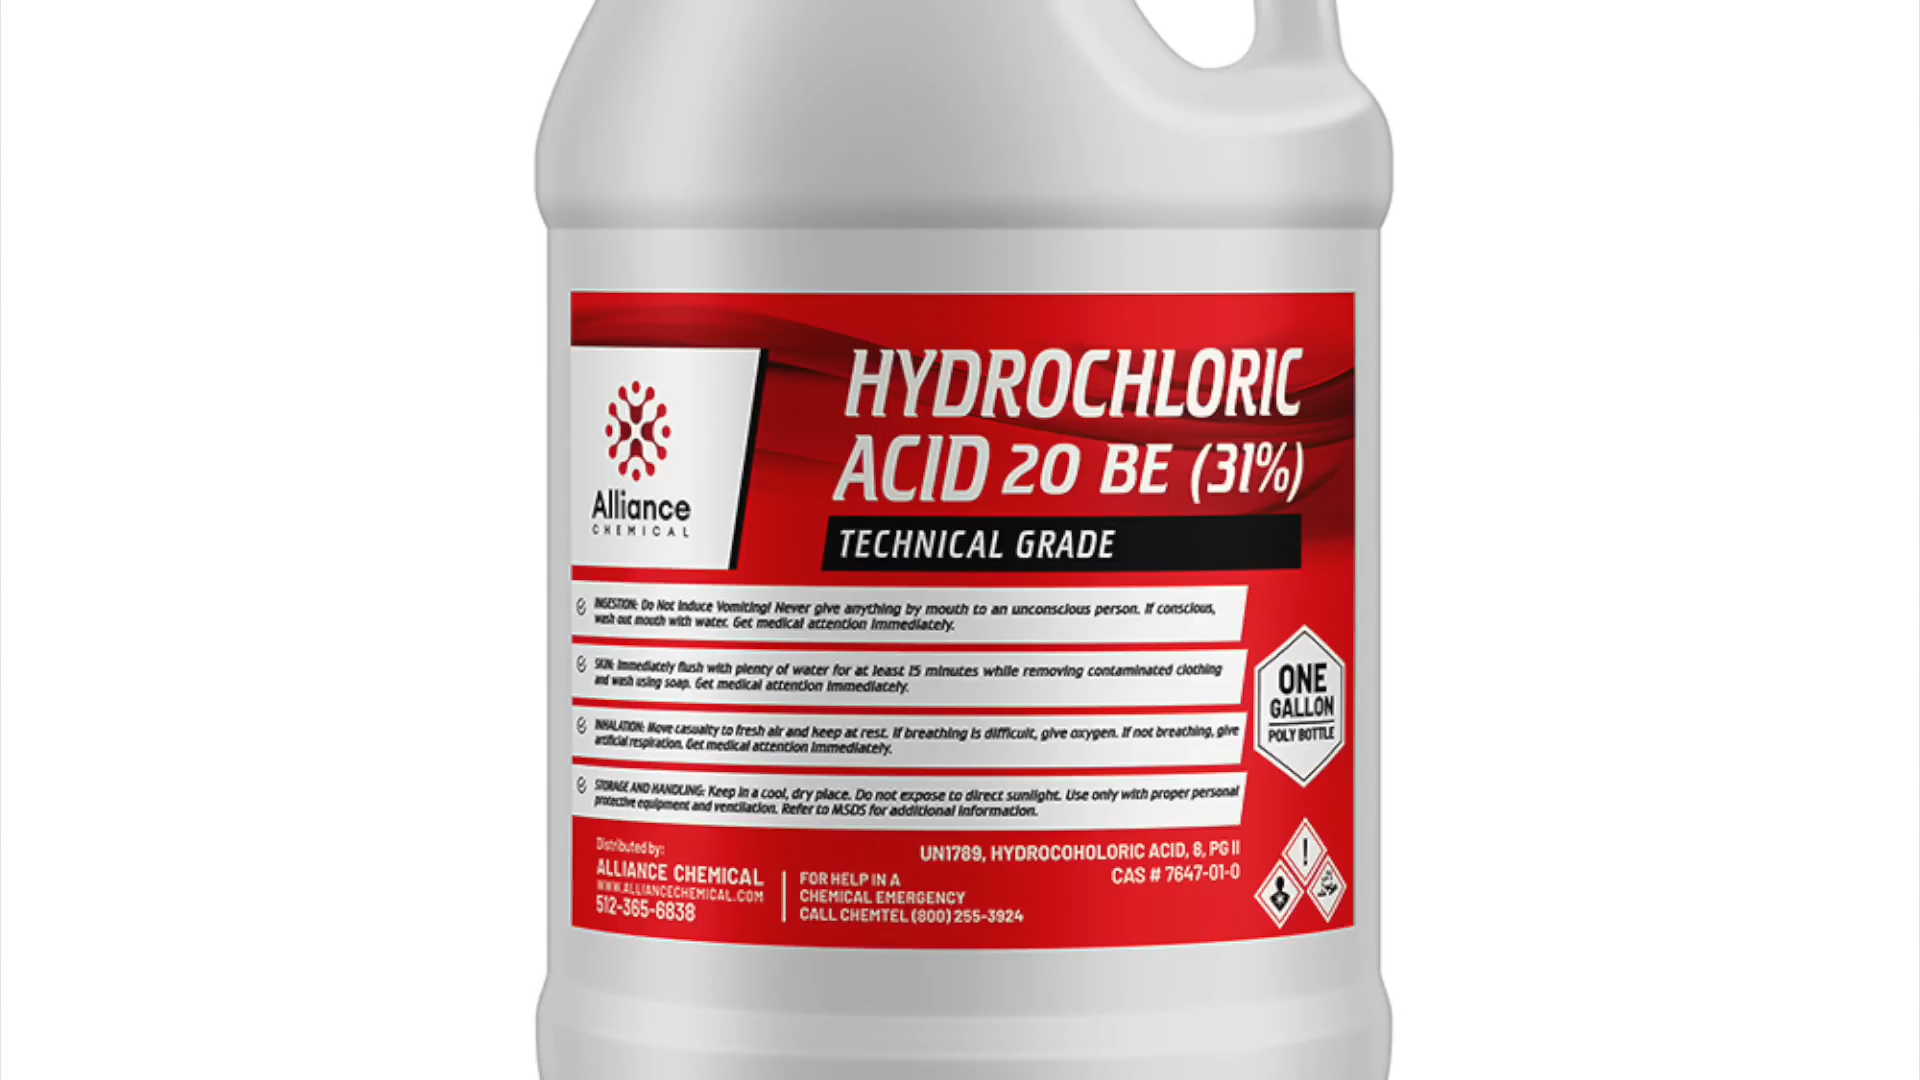 HYDROCHLORIC
ACID 20 BE (31%)
TECHNICAL GRADE
Alliance
CHEMICAL
INGESTION: Do Not Induce Vomiting! Never give anything by mouth to an unconscious person. If conscious,
wash out mouth with water. Get medical attention immediately.
SKIN: Immediately flush with plenty of water for at least 15 minutes while removing contaminated clothing
and wash using soap. Get medical attention immediately.
INHALATION: Move casualty to fresh air and keep at rest. If breathing is difficult, give oxygen. If not breathing, give
artificial respiration. Get medical attention immediately.
STORAGE AND HANDLING: Keep in a cool, dry place. Do not expose to direct sunlight. Use only with proper personal
protective equipment and ventilation. Refer to MSDS for additional information.
ONE
GALLON
POLY BOTTLE
Distributed by:
ALLIANCE CHEMICAL
WWW.ALLIANCECHEMICAL.COM
512-365-6838
FOR HELP IN A
CHEMICAL EMERGENCY
CALL CHEMTEL (800) 255-3924
UN1789, HYDROCOHOLORIC ACID, 8, PG II
CAS # 7647-01-0